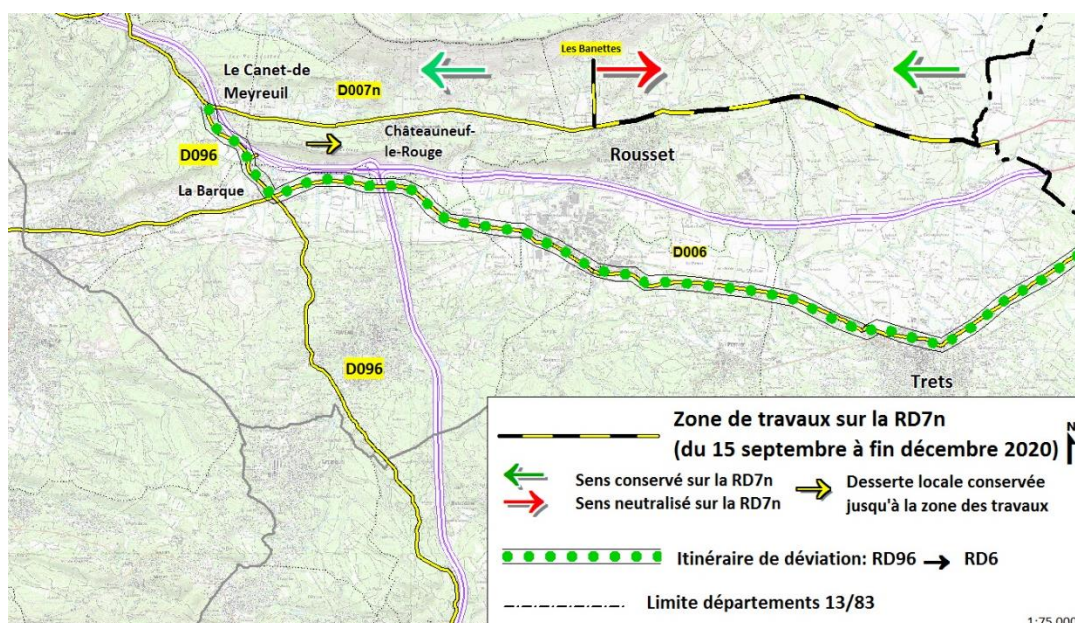 Les Banettes
Le Canet-de
Meyreuil
D007n
Châteauneuf-
le-Rouge
D096
Rousset
La Barque
D006
D096
Trets
Zone de travaux sur la RD7n
(du 15 septembre à fin décembre 2020)
N
Sens conservé sur la RD7n
Sens neutralisé sur la RD7n
Desserte locale conservée
jusqu'à la zone des travaux
Itinéraire de déviation: RD96 → RD6
Limite départements 13/83
1:75 000